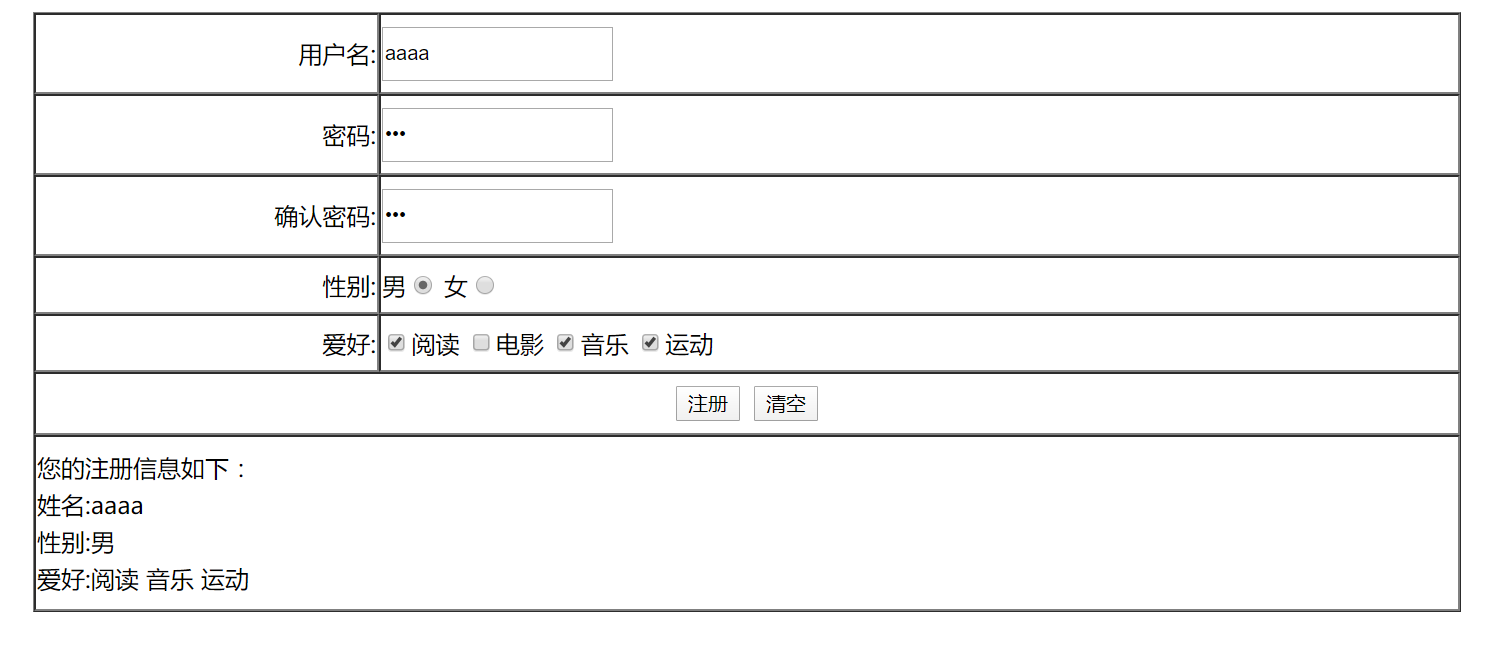 用户名: aaaa
密码: •••
确认密码: •••
性别: 男 女
爱好: 阅读 电影 音乐 运动
注册 清空
您的注册信息如下：
姓名:aaaa
性别:男
爱好:阅读 音乐 运动